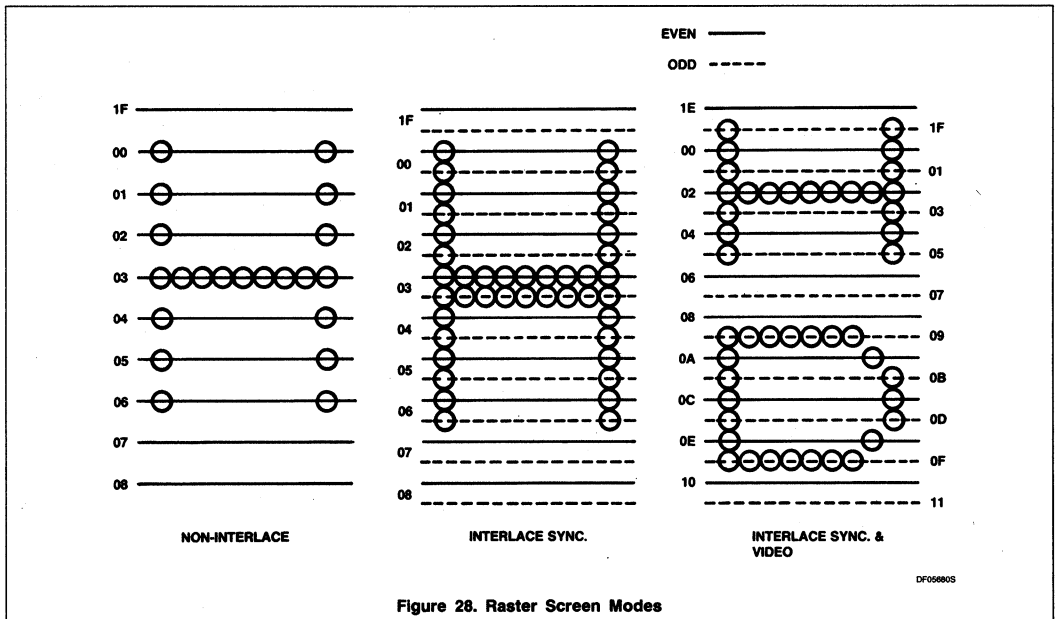 EVEN
ODD
1F
00
01
02
03
04
05
06
07
08
NON-INTERLACE
1F
00
01
02
03
04
05
06
07
08
INTERLACE SYNC.
1E
1F
00
01
02
03
04
05
06
07
08
09
0A
0B
0C
0D
0E
0F
10
11
INTERLACE SYNC. &
VIDEO
DF05680S
Figure 28. Raster Screen Modes